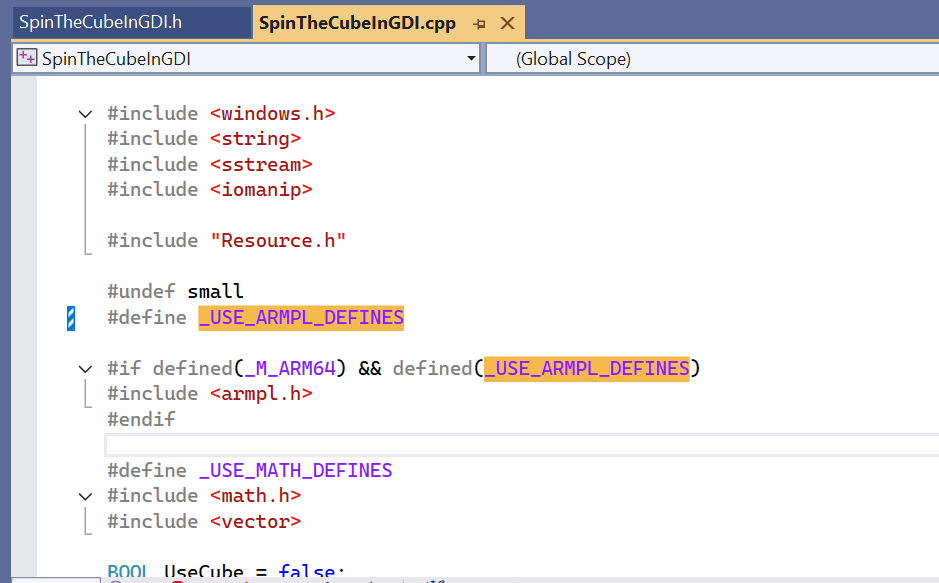 SpinTheCubeInGDI.h
SpinTheCubeInGDI.cpp
SpinTheCubeInGDI
(Global Scope)
#include <windows.h>
#include <string>
#include <sstream>
#include <iomanip>
#include "Resource.h"
#undef small
#define _USE_ARMPL_DEFINES
#if defined(_M_ARM64) && defined(_USE_ARMPL_DEFINES)
#include <armpl.h>
#endif
#define _USE_MATH_DEFINES
#include <math.h>
#include <vector>
BOOL UseCube = false;